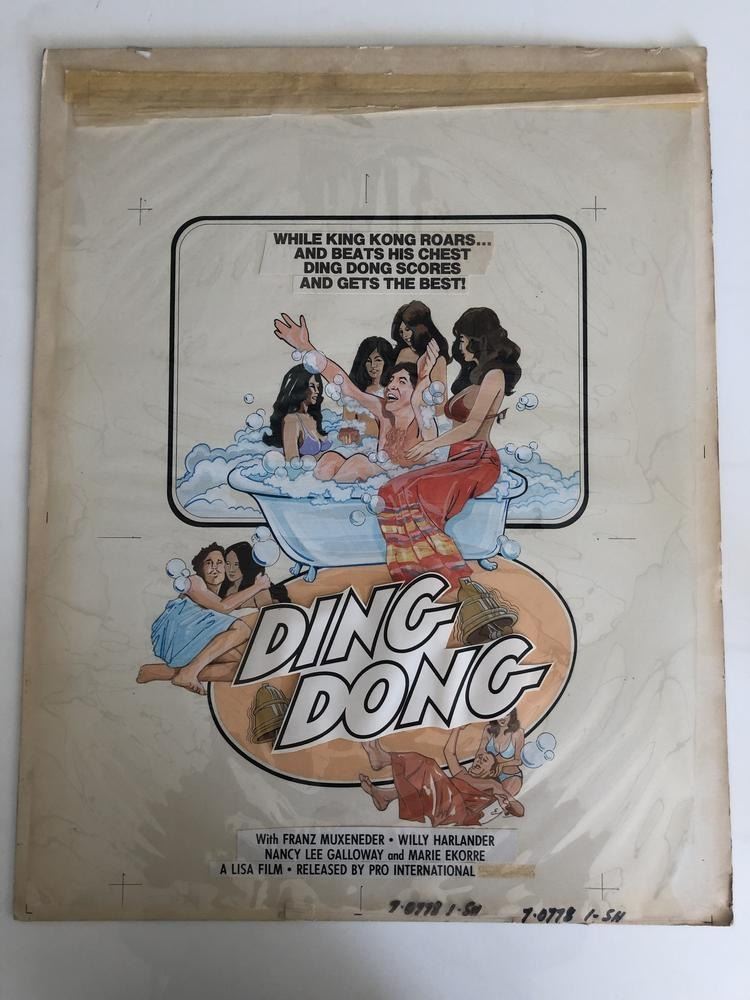 WHILE KING KONG ROARS...
AND BEATS HIS CHEST
DING DONG SCORES
AND GETS THE BEST!
DING
DONG
With FRANZ MUXENEDER • WILLY HARLANDER
NANCY LEE GALLOWAY and MARIE EKORRE
A LISA FILM • RELEASED BY PRO INTERNATIONAL
7-0778 1-SH 7-0778 1-SH